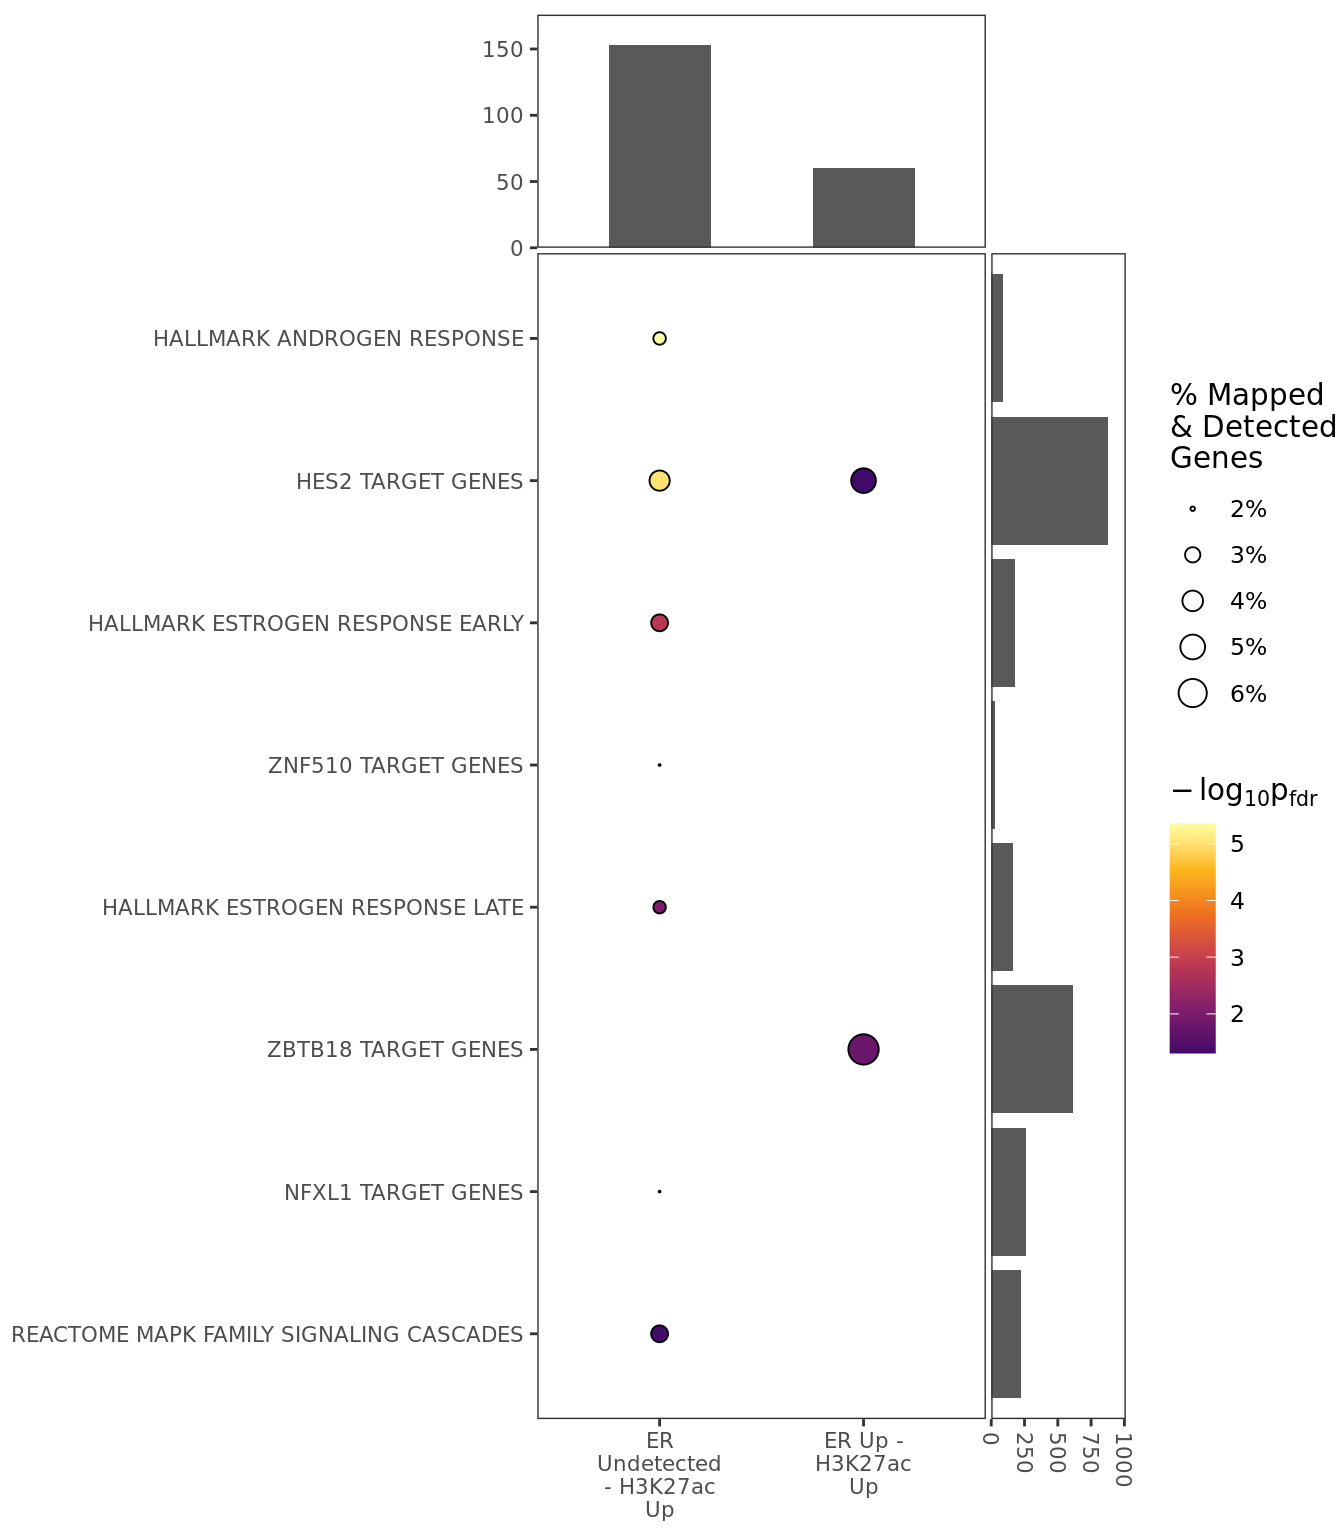 150
100
50
0
HALLMARK ANDROGEN RESPONSE
HES2 TARGET GENES
HALLMARK ESTROGEN RESPONSE EARLY
ZNF510 TARGET GENES
HALLMARK ESTROGEN RESPONSE LATE
ZBTB18 TARGET GENES
NFXL1 TARGET GENES
REACTOME MAPK FAMILY SIGNALING CASCADES
ER
Undetected
- H3K27ac
Up
ER Up -
H3K27ac
Up
0
250
500
750
1000
% Mapped
& Detected
Genes
2%
3%
4%
5%
6%
− log₁₀p_fdr
5
4
3
2